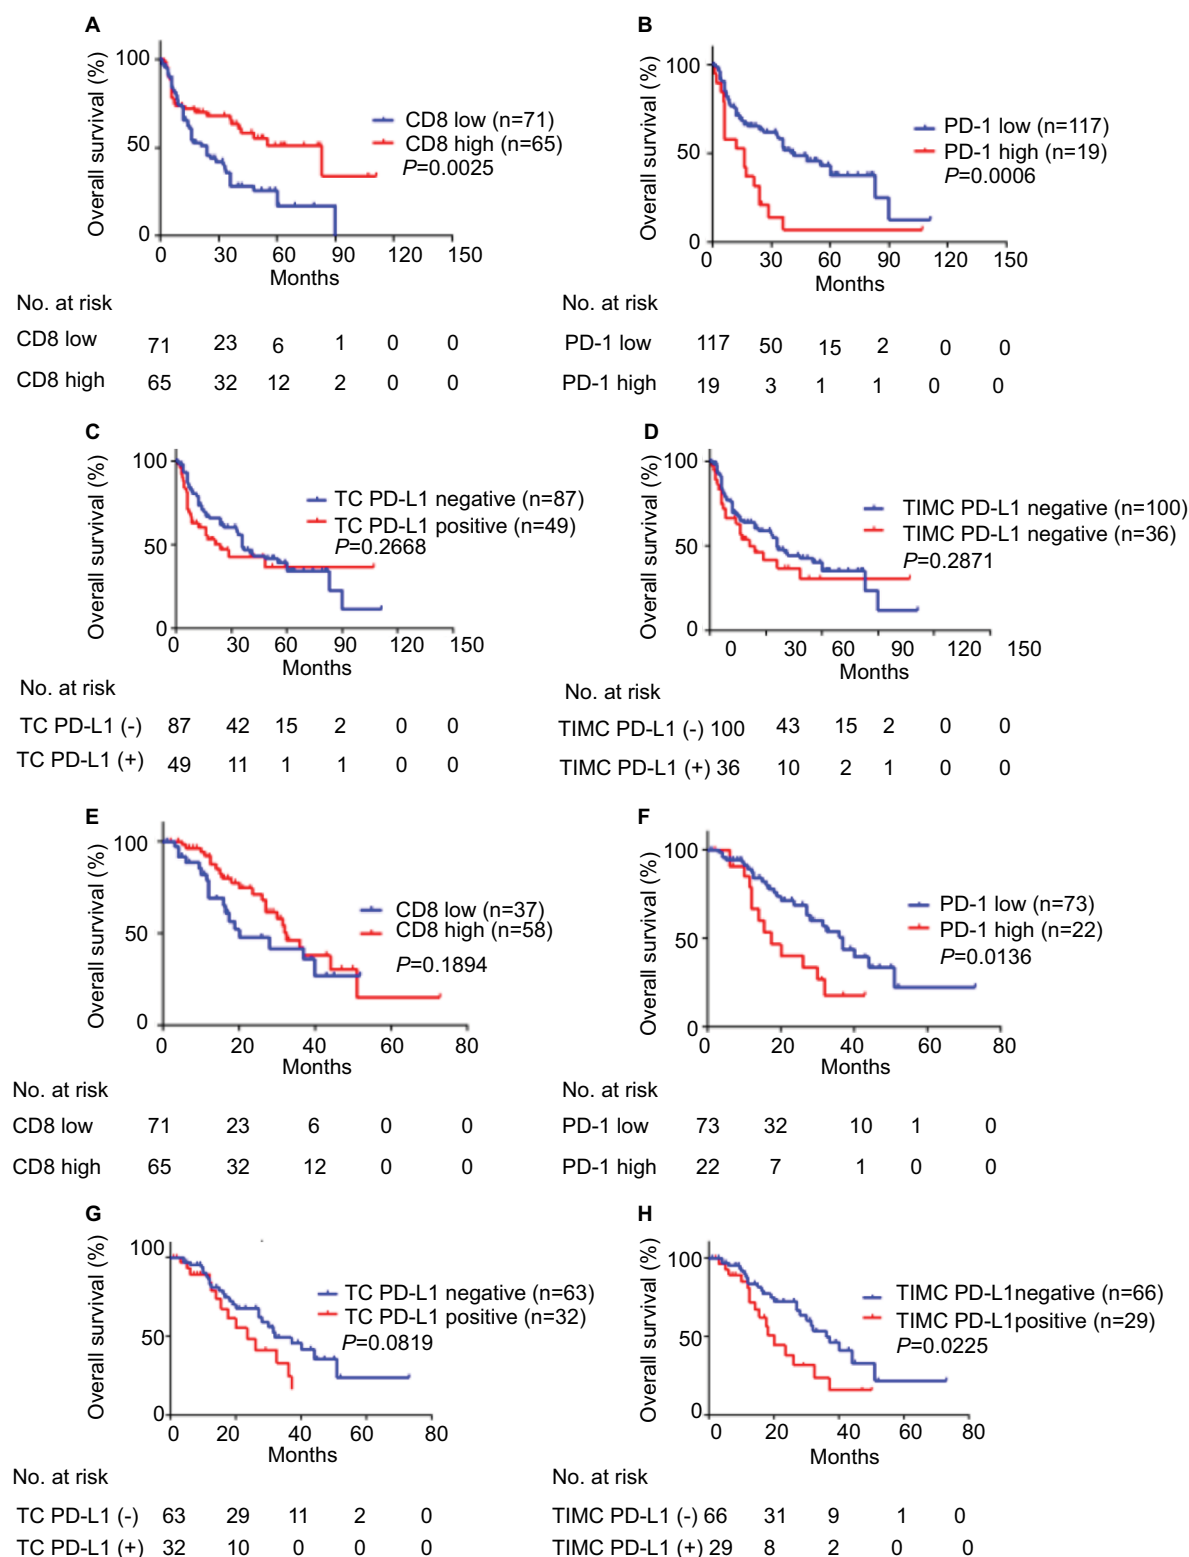 A
Overall survival (%)
100
50
0
0 30 60 90 120 150
Months
CD8 low (n=71)
CD8 high (n=65)
P=0.0025
No. at risk
CD8 low 71 23 6 1 0 0
CD8 high 65 32 12 2 0 0
B
Overall survival (%)
100
50
0
0 30 60 90 120 150
Months
PD-1 low (n=117)
PD-1 high (n=19)
P=0.0006
No. at risk
PD-1 low 117 50 15 2 0 0
PD-1 high 19 3 1 1 0 0
C
Overall survival (%)
100
50
0
0 30 60 90 120 150
Months
TC PD-L1 negative (n=87)
TC PD-L1 positive (n=49)
P=0.2668
No. at risk
TC PD-L1 (-) 87 42 15 2 0 0
TC PD-L1 (+) 49 11 1 1 0 0
D
Overall survival (%)
100
50
0
0 30 60 90 120 150
Months
TIMC PD-L1 negative (n=100)
TIMC PD-L1 negative (n=36)
P=0.2871
No. at risk
TIMC PD-L1 (-) 100 43 15 2 0 0
TIMC PD-L1 (+) 36 10 2 1 0 0
E
Overall survival (%)
100
50
0
0 20 40 60 80
Months
CD8 low (n=37)
CD8 high (n=58)
P=0.1894
No. at risk
CD8 low 71 23 6 0 0
CD8 high 65 32 12 0 0
F
Overall survival (%)
100
50
0
0 20 40 60 80
Months
PD-1 low (n=73)
PD-1 high (n=22)
P=0.0136
No. at risk
PD-1 low 73 32 10 1 0
PD-1 high 22 7 1 0 0
G
Overall survival (%)
100
50
0
0 20 40 60 80
Months
TC PD-L1 negative (n=63)
TC PD-L1 positive (n=32)
P=0.0819
No. at risk
TC PD-L1 (-) 63 29 11 2 0
TC PD-L1 (+) 32 10 0 0 0
H
Overall survival (%)
100
50
0
0 20 40 60 80
Months
TIMC PD-L1negative (n=66)
TIMC PD-L1positive (n=29)
P=0.0225
No. at risk
TIMC PD-L1 (-) 66 31 9 1 0
TIMC PD-L1 (+) 29 8 2 0 0